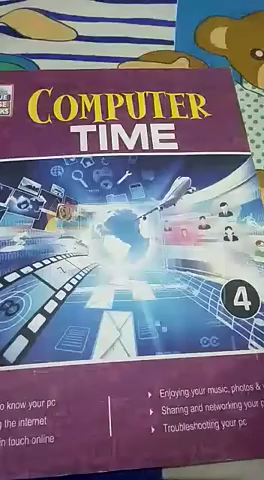 COMPUTER
TIME
4
o know your pc
g the internet
in touch online
Enjoying your music, photos &
Sharing and networking your
Troubleshooting your pc